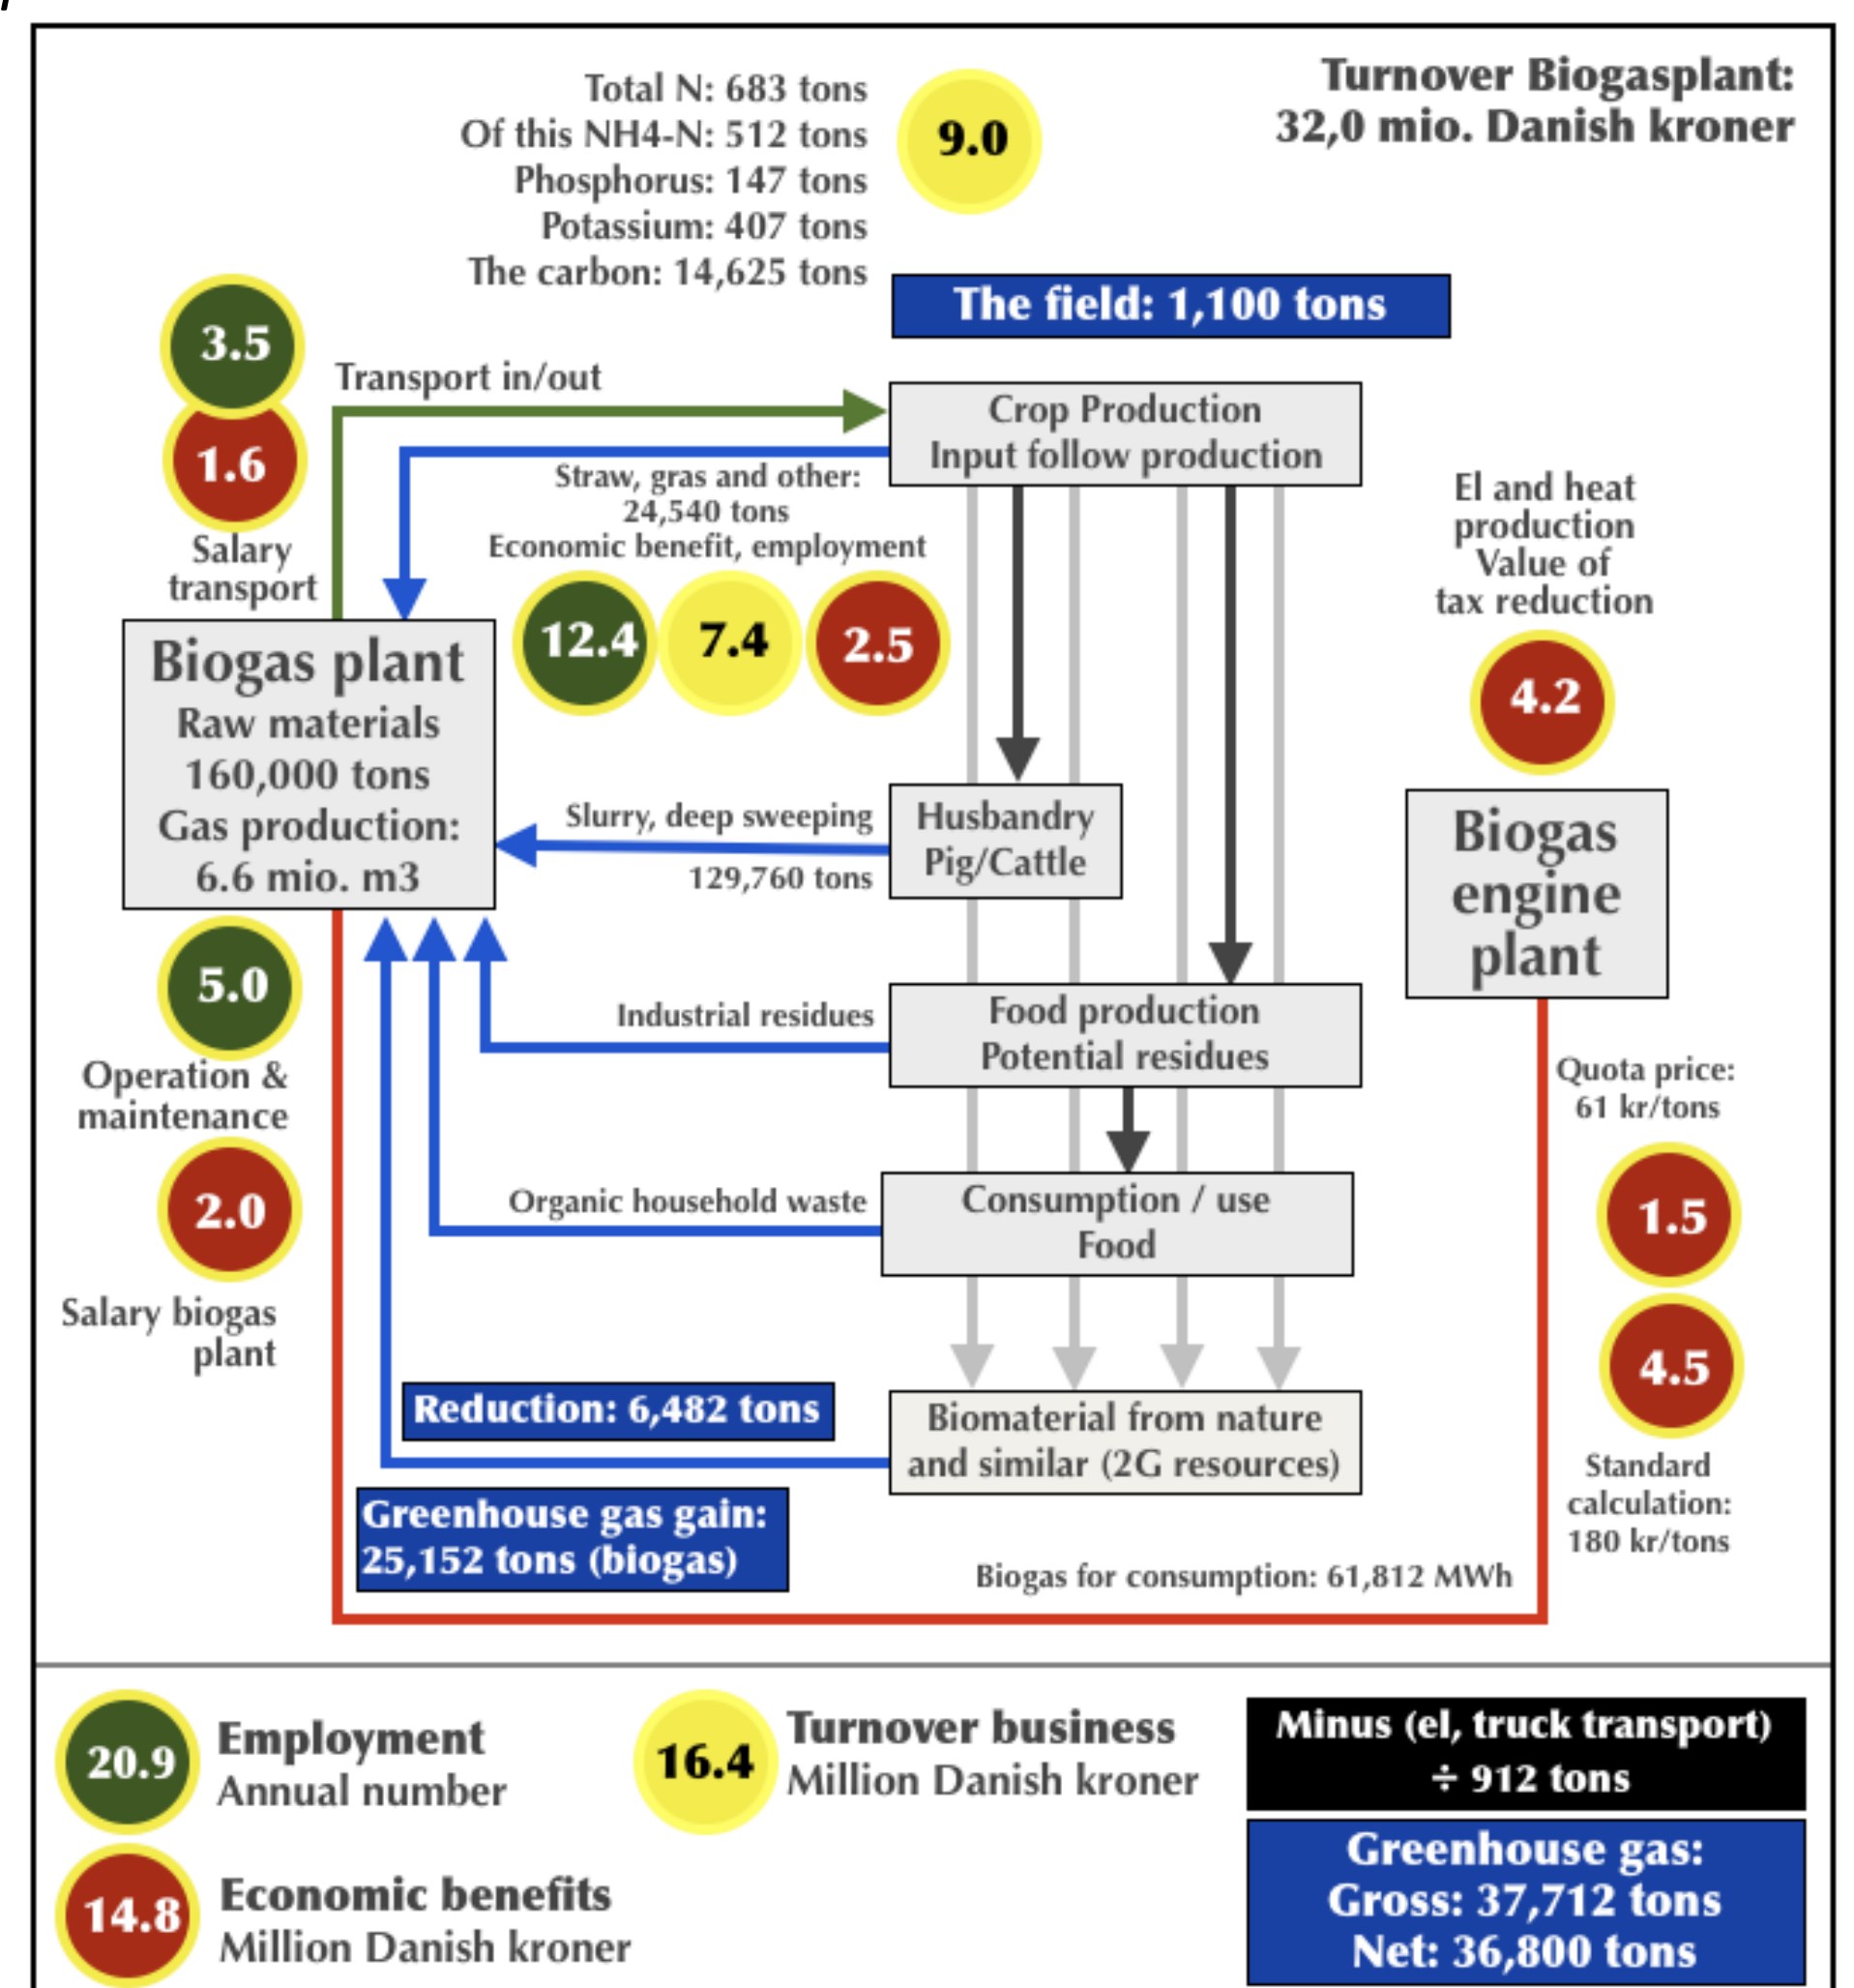 Total N: 683 tons
Of this NH4-N: 512 tons
Phosphorus: 147 tons
Potassium: 407 tons
The carbon: 14,625 tons
9.0
Turnover Biogasplant:
32,0 mio. Danish kroner
The field: 1,100 tons
3.5
1.6
Salary
transport
Transport in/out
Crop Production
Input follow production
Straw, gras and other:
24,540 tons
Economic benefit, employment
12.4
7.4
2.5
El and heat
production
Value of
tax reduction
4.2
Biogas plant
Raw materials
160,000 tons
Gas production:
6.6 mio. m3
Slurry, deep sweeping
129,760 tons
Husbandry
Pig/Cattle
Biogas
engine
plant
5.0
Operation &
maintenance
2.0
Salary biogas
plant
Industrial residues
Food production
Potential residues
Quota price:
61 kr/tons
1.5
4.5
Standard
calculation:
180 kr/tons
Organic household waste
Consumption / use
Food
Reduction: 6,482 tons
Biomaterial from nature
and similar (2G resources)
Greenhouse gas gain:
25,152 tons (biogas)
Biogas for consumption: 61,812 MWh
20.9
Employment
Annual number
16.4
Turnover business
Million Danish kroner
Minus (el, truck transport)
÷ 912 tons
14.8
Economic benefits
Million Danish kroner
Greenhouse gas:
Gross: 37,712 tons
Net: 36,800 tons